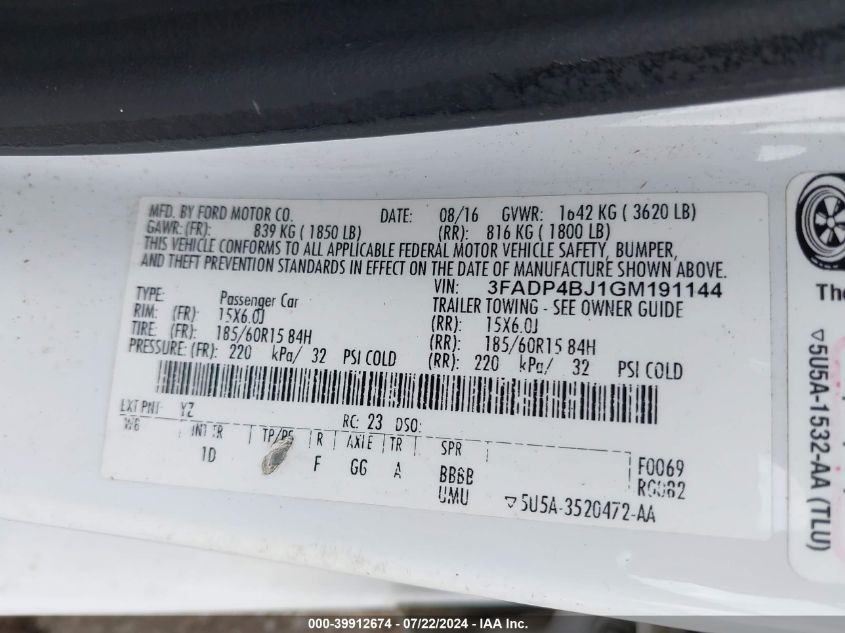 MFD. BY FORD MOTOR CO. DATE: 08/16 GVWR: 1642 KG ( 3620 LB)
GAWR: (FR): 839 KG ( 1850 LB) (RR): 816 KG ( 1800 LB)
THIS VEHICLE CONFORMS TO ALL APPLICABLE FEDERAL MOTOR VEHICLE SAFETY, BUMPER,
AND THEFT PREVENTION STANDARDS IN EFFECT ON THE DATE OF MANUFACTURE SHOWN ABOVE.
VIN: 3FADP4BJ1GM191144
TYPE: Passenger Car TRAILER TOWING - SEE OWNER GUIDE
RIM: (FR): 15X6.0J (RR): 15X6.0J
TIRE: (FR): 185/60R15 84H (RR): 185/60R15 84H
PRESSURE: (FR): 220 kPa/ 32 PSI COLD (RR): 220 kPa/ 32 PSI COLD
EXT PNT: YZ RC: 23 DSO:
WB INT TR TP/PS R AXLE TR SPR
1D F GG A BBBB F0069
UMU
5U5A-3520472-AA
The
5U5A-1532-AA (TLU)
000-39912674 / 07/22/2024 - IAA Inc.